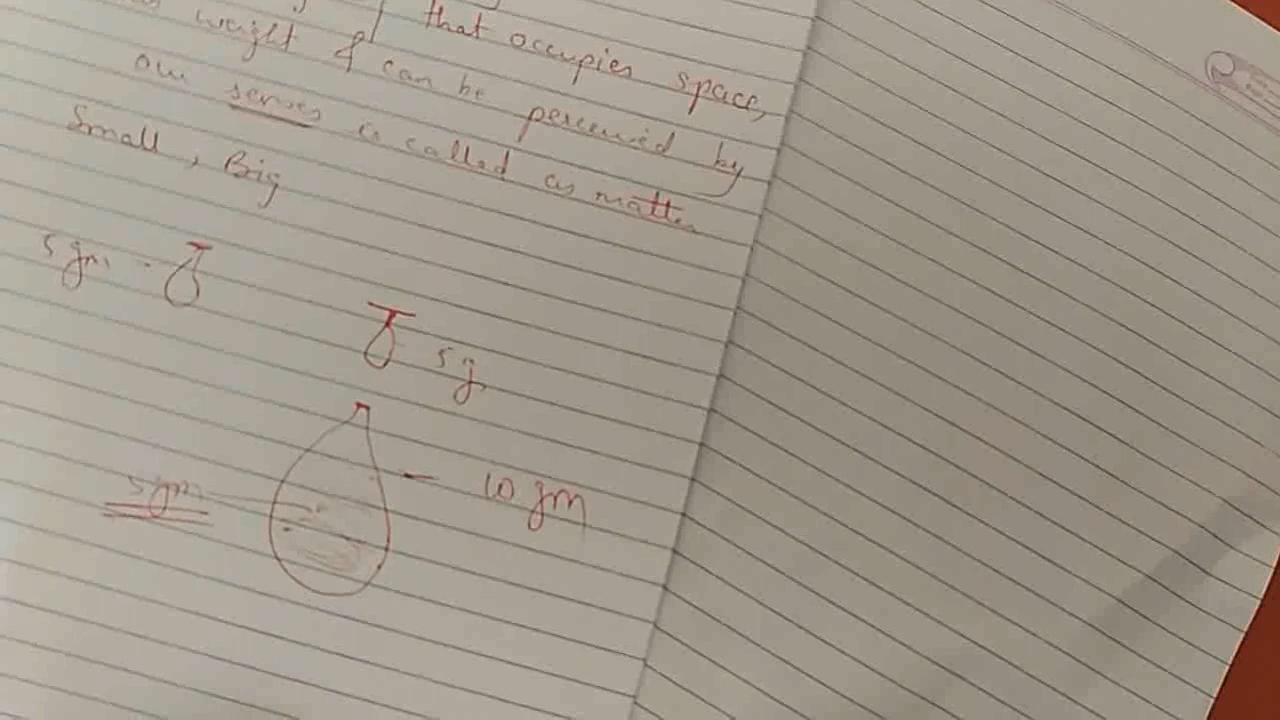 that occupies space,
weight & can be perceived by
our senses is called as matter
Small, Big
5 gm -
5 g
5 gm
- 10 gm